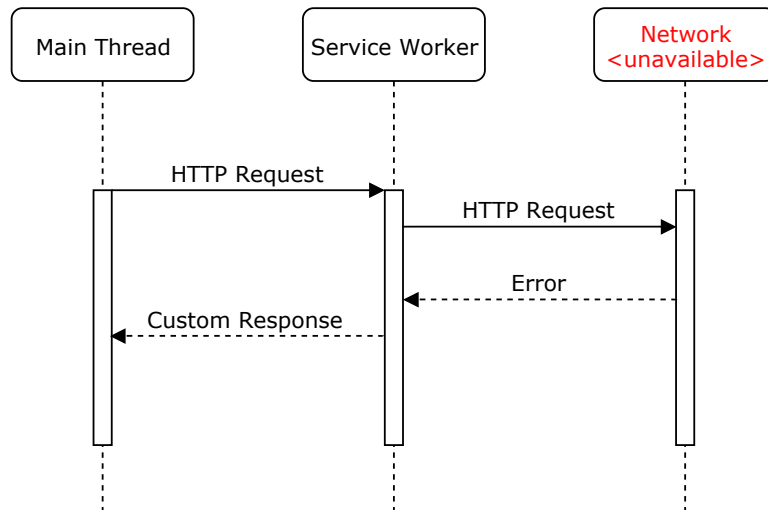 Main Thread
Service Worker
Network
<unavailable>
HTTP Request
HTTP Request
Error
Custom Response